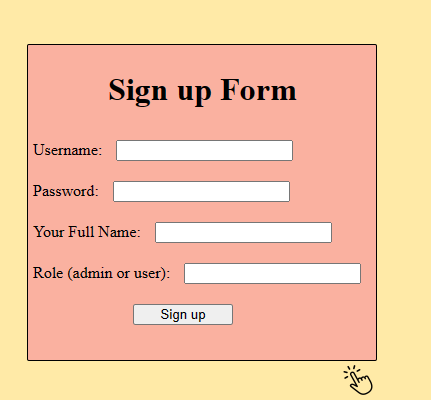 Sign up Form
Username:
Password:
Your Full Name:
Role (admin or user):
Sign up